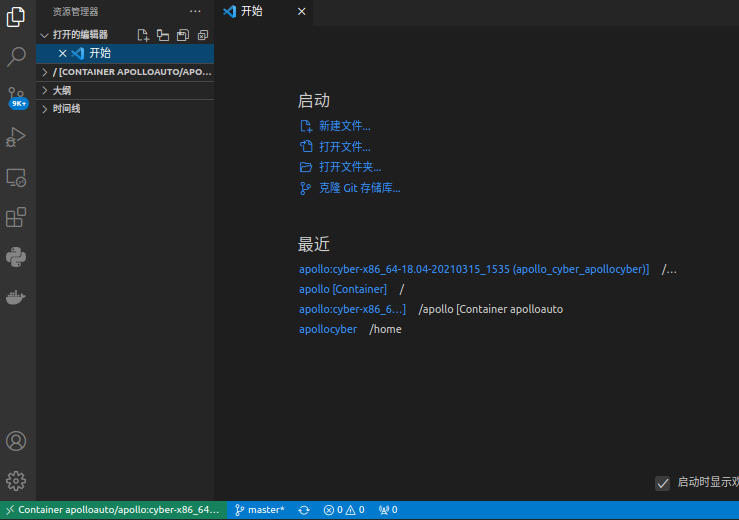 资源管理器
打开的编辑器
开始
/ [CONTAINER APOLLOAUTO/APO...
大纲
时间线
9K+
开始
启动
新建文件...
打开文件...
打开文件夹...
克隆 Git 存储库...
最近
apollo:cyber-x86_64-18.04-20210315_1535 (apollo_cyber_apollocyber)] /...
apollo [Container] /
apollo:cyber-x86_6...] /apollo [Container apolloauto
apollocyber /home
启动时显示欢
Container apolloauto/apollo:cyber-x86_64... master* 0 0 0